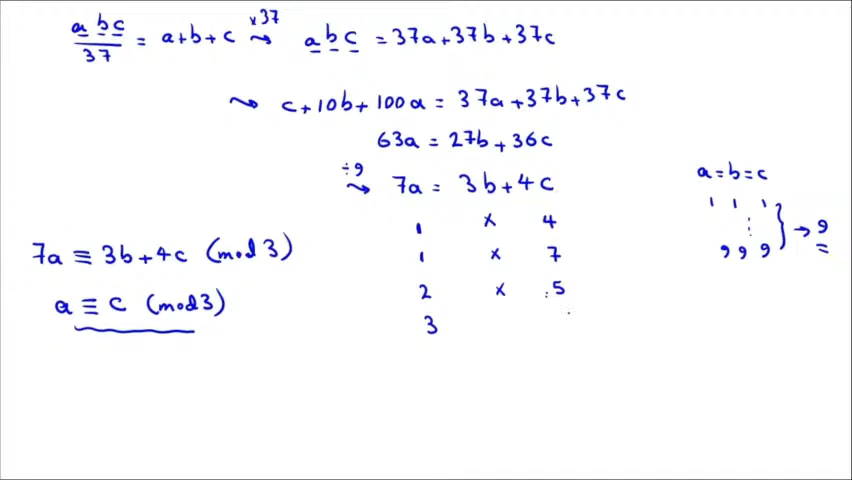 abc/37 = a+b+c ⤳ ×37 abc = 37a+37b+37c
⤳ c+10b+100a = 37a+37b+37c
63a = 27b+36c
÷9 ⤳ 7a = 3b+4c
1 × 4
1 × 7
2 × 5
3
7a ≡ 3b+4c (mod 3)
a ≡ c (mod 3)
a=b=c
1 1 1
⋮ } → 9
9 9 9